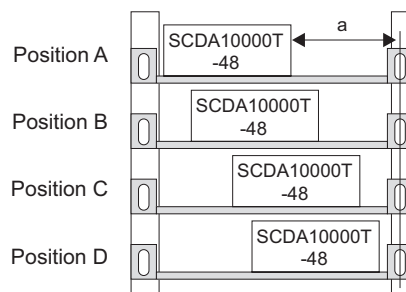 a
Position A
SCDA10000T
-48
Position B
SCDA10000T
-48
Position C
SCDA10000T
-48
Position D
SCDA10000T
-48